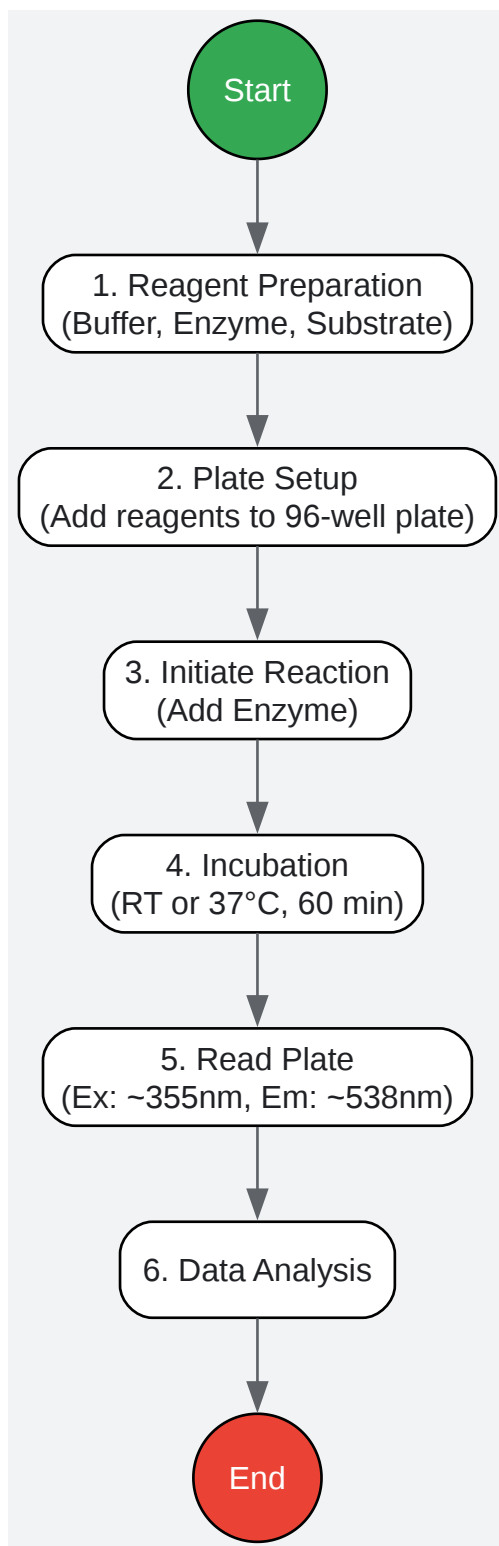 Start
1. Reagent Preparation
(Buffer, Enzyme, Substrate)
2. Plate Setup
(Add reagents to 96-well plate)
3. Initiate Reaction
(Add Enzyme)
4. Incubation
(RT or 37°C, 60 min)
5. Read Plate
(Ex: ~355nm, Em: ~538nm)
6. Data Analysis
End